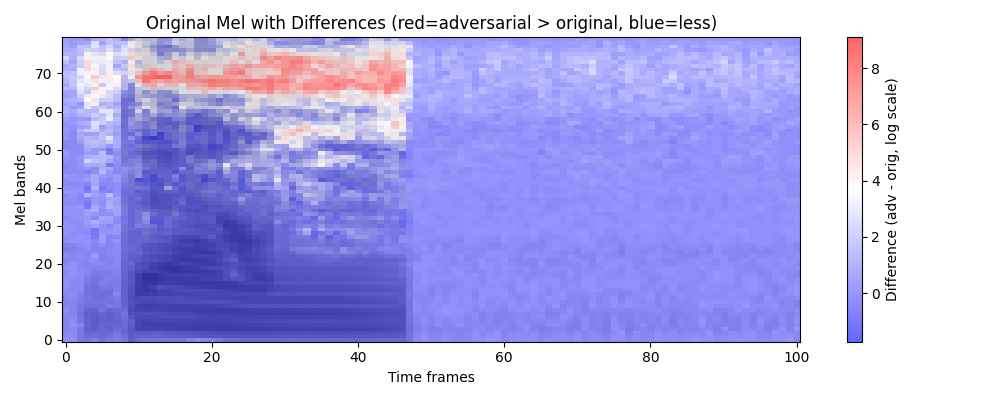 Original Mel with Differences (red=adversarial > original, blue=less)
Mel bands
70
60
50
40
30
20
10
0
0 20 40 60 80 100
Time frames
8
6
4
2
0
Difference (adv - orig, log scale)